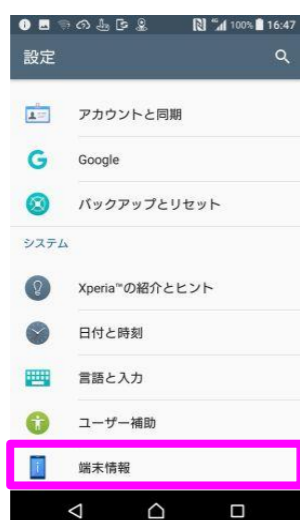 100% 16:47
設定
アカウントと同期
Google
バックアップとリセット
システム
Xperia™の紹介とヒント
日付と時刻
言語と入力
ユーザー補助
端末情報